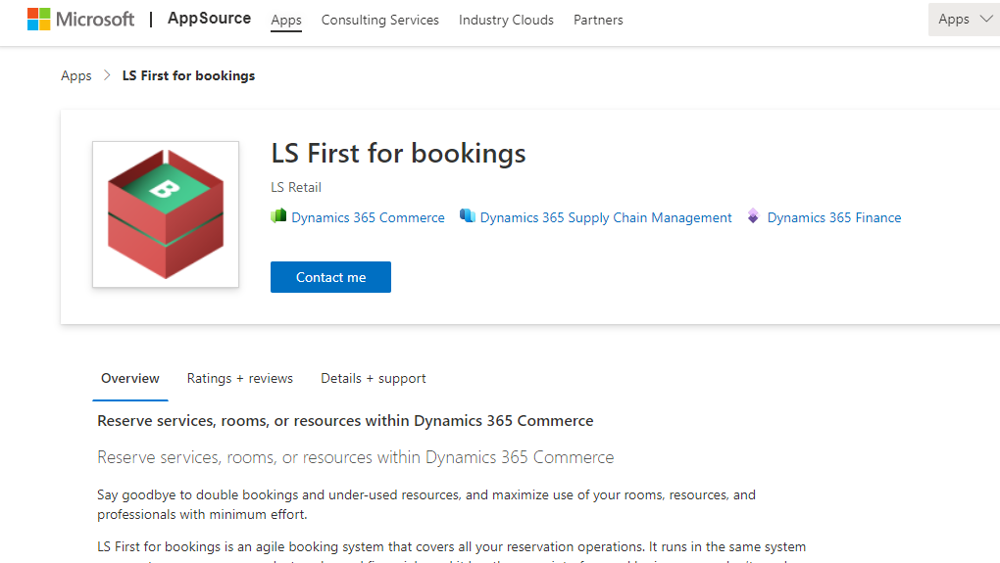 Microsoft | AppSource Apps Consulting Services Industry Clouds Partners Apps
Apps > LS First for bookings
B
LS First for bookings
LS Retail
Dynamics 365 Commerce Dynamics 365 Supply Chain Management Dynamics 365 Finance
Contact me
Overview Ratings + reviews Details + support
Reserve services, rooms, or resources within Dynamics 365 Commerce
Reserve services, rooms, or resources within Dynamics 365 Commerce
Say goodbye to double bookings and under-used resources, and maximize use of your rooms, resources, and
professionals with minimum effort.
LS First for bookings is an agile booking system that covers all your reservation operations. It runs in the same system